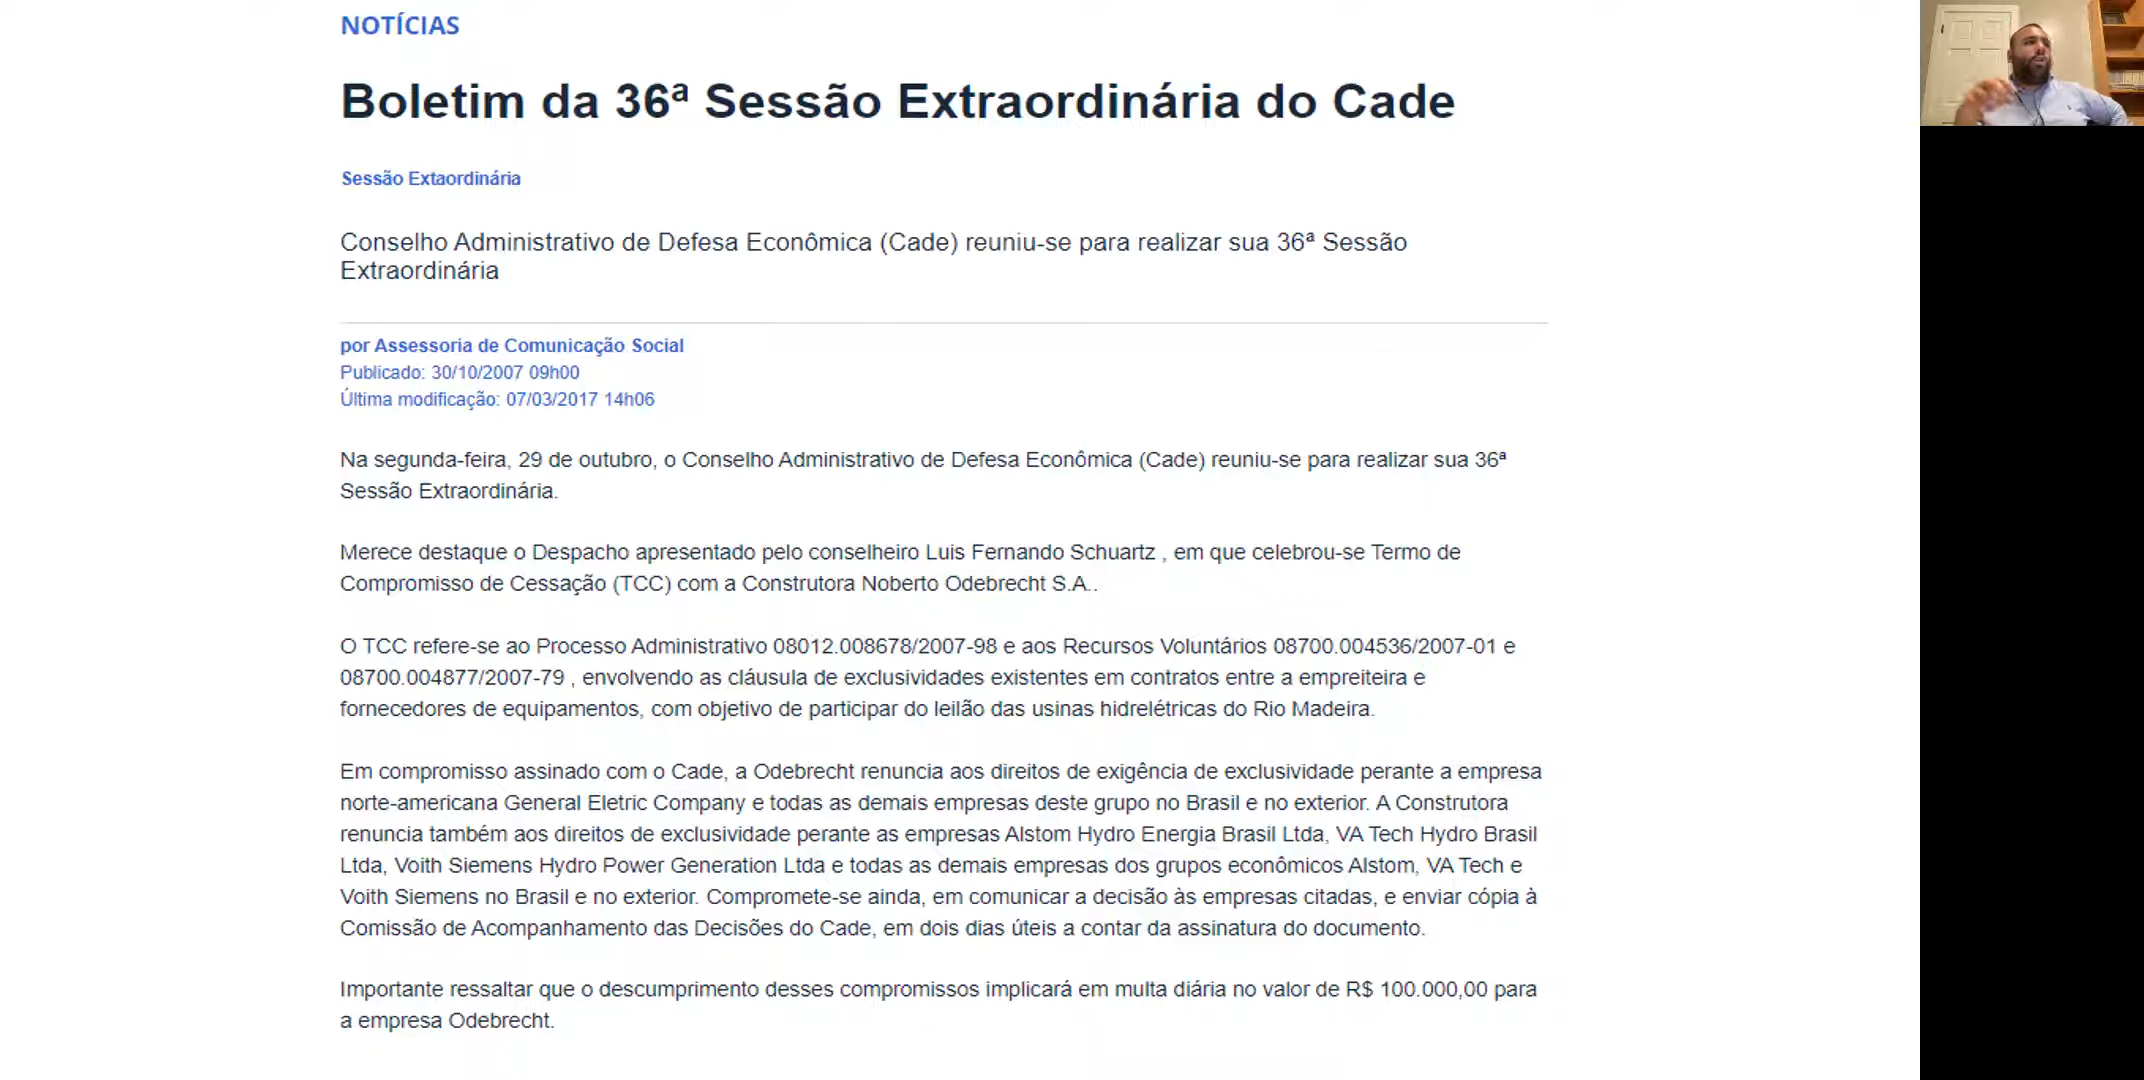 NOTÍCIAS
Boletim da 36ª Sessão Extraordinária do Cade
Sessão Extaordinária
Conselho Administrativo de Defesa Econômica (Cade) reuniu-se para realizar sua 36ª Sessão
Extraordinária
por Assessoria de Comunicação Social
Publicado: 30/10/2007 09h00
Última modificação: 07/03/2017 14h06
Na segunda-feira, 29 de outubro, o Conselho Administrativo de Defesa Econômica (Cade) reuniu-se para realizar sua 36ª
Sessão Extraordinária.
Merece destaque o Despacho apresentado pelo conselheiro Luis Fernando Schuartz , em que celebrou-se Termo de
Compromisso de Cessação (TCC) com a Construtora Noberto Odebrecht S.A..
O TCC refere-se ao Processo Administrativo 08012.008678/2007-98 e aos Recursos Voluntários 08700.004536/2007-01 e
08700.004877/2007-79 , envolvendo as cláusula de exclusividades existentes em contratos entre a empreiteira e
fornecedores de equipamentos, com objetivo de participar do leilão das usinas hidrelétricas do Rio Madeira.
Em compromisso assinado com o Cade, a Odebrecht renuncia aos direitos de exigência de exclusividade perante a empresa
norte-americana General Eletric Company e todas as demais empresas deste grupo no Brasil e no exterior. A Construtora
renuncia também aos direitos de exclusividade perante as empresas Alstom Hydro Energia Brasil Ltda, VA Tech Hydro Brasil
Ltda, Voith Siemens Hydro Power Generation Ltda e todas as demais empresas dos grupos econômicos Alstom, VA Tech e
Voith Siemens no Brasil e no exterior. Compromete-se ainda, em comunicar a decisão às empresas citadas, e enviar cópia à
Comissão de Acompanhamento das Decisões do Cade, em dois dias úteis a contar da assinatura do documento.
Importante ressaltar que o descumprimento desses compromissos implicará em multa diária no valor de R$ 100.000,00 para
a empresa Odebrecht.